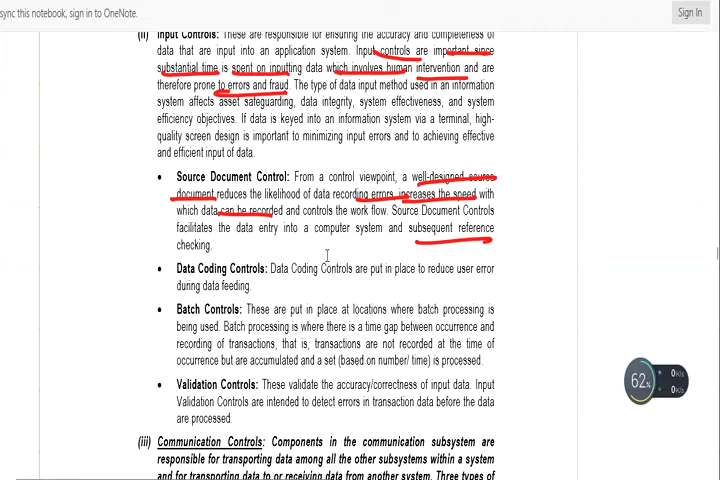 sync this notebook, sign in to OneNote.
Sign In
(ii) Input Controls: These are responsible for ensuring the accuracy and completeness of
data that are input into an application system. Input controls are important since
substantial time is spent on inputting data which involves human intervention and are
therefore prone to errors and fraud. The type of data input method used in an information
system affects asset safeguarding, data integrity, system effectiveness, and system
efficiency objectives. If data is keyed into an information system via a terminal, high-
quality screen design is important to minimizing input errors and to achieving effective
and efficient input of data.
• Source Document Control: From a control viewpoint, a well-designed source
document reduces the likelihood of data recording errors, increases the speed with
which data can be recorded and controls the work flow. Source Document Controls
facilitates the data entry into a computer system and subsequent reference
checking.
• Data Coding Controls: Data Coding Controls are put in place to reduce user error
during data feeding.
• Batch Controls: These are put in place at locations where batch processing is
being used. Batch processing is where there is a time gap between occurrence and
recording of transactions, that is, transactions are not recorded at the time of
occurrence but are accumulated and a set (based on number/ time) is processed.
• Validation Controls: These validate the accuracy/correctness of input data. Input
Validation Controls are intended to detect errors in transaction data before the data
are processed.
62%
+ 0K/s
+ 0K/s
(iii) Communication Controls: Components in the communication subsystem are
responsible for transporting data among all the other subsystems within a system
and for transporting data to or receiving data from another system. Three types of